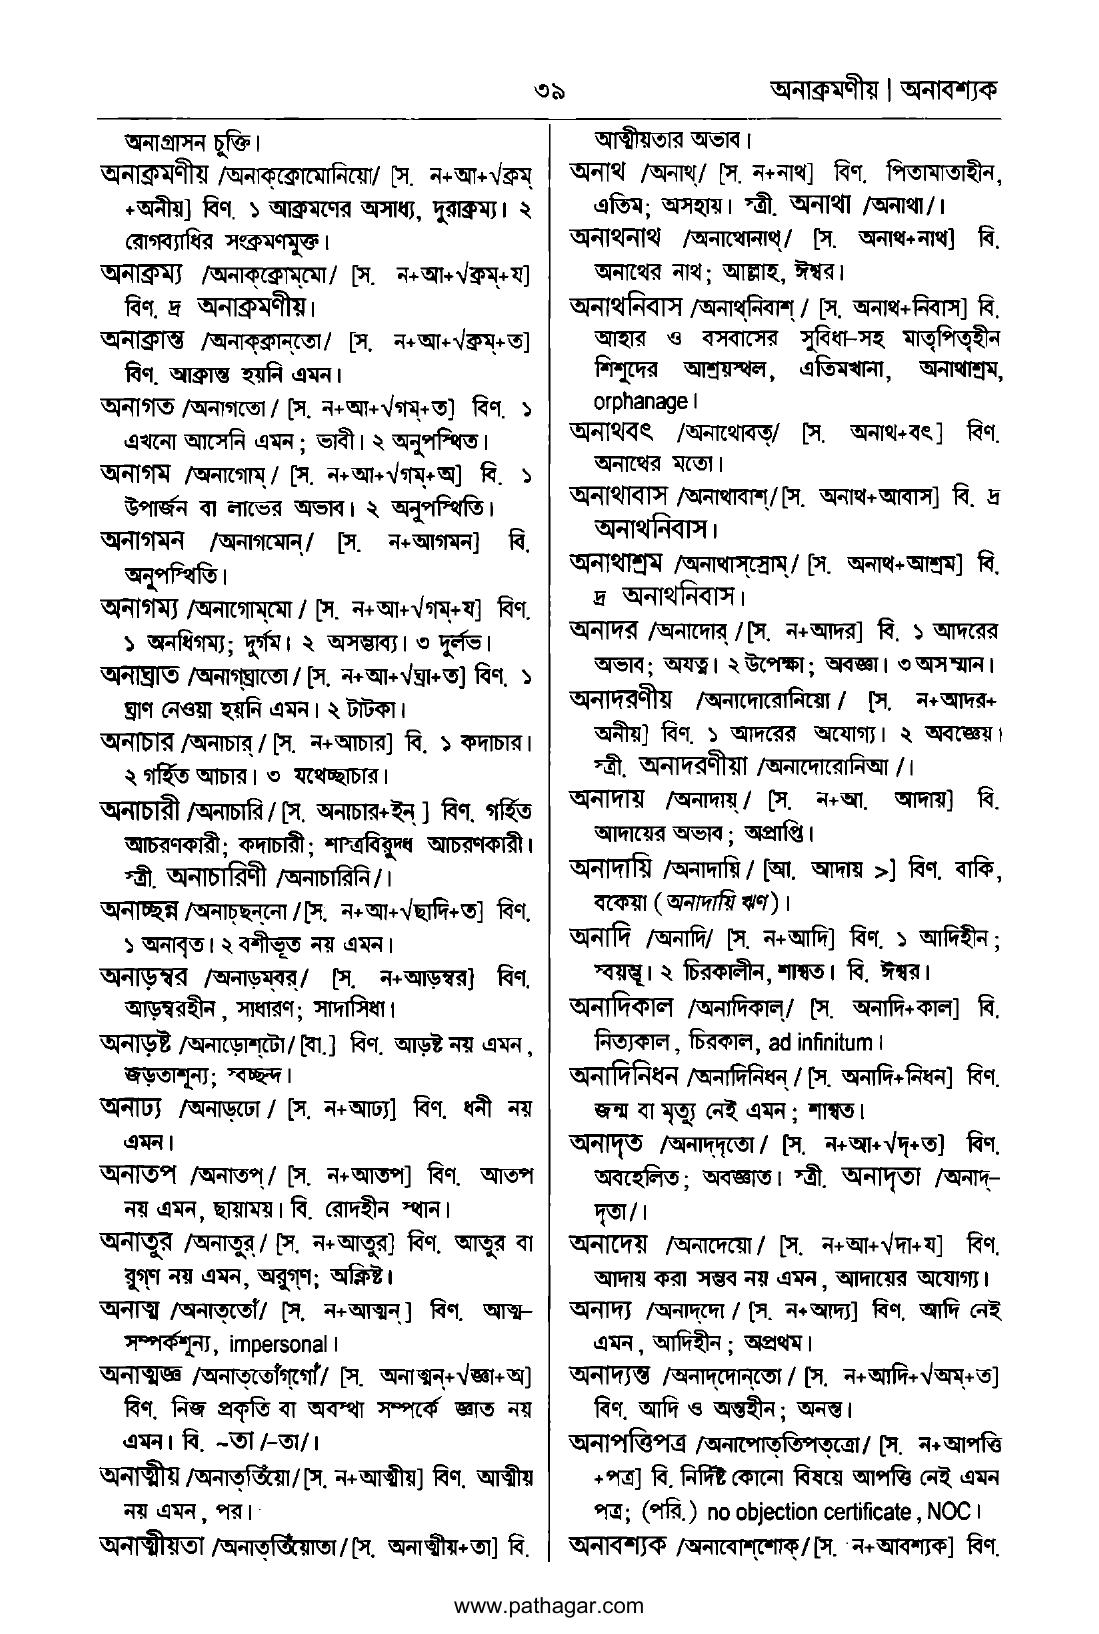 ৩৯
অনাক্রমণীয় | অনাবশ্যক
অনাগ্রাসন চুক্তি।
অনাক্রমণীয় /অনাক্‌ক্রোমোনিয়ো/ [স. ন+আ+√ক্রম্
+অনীয়] বিণ. ১ আক্রমণের অসাধ্য, দুরাক্রম্য। ২
রোগব্যাধির সংক্রমণমুক্ত।
অনাক্রম্য /অনাক্‌ক্রোম্‌মো/ [স. ন+আ+√ক্রম্+য]
বিণ. দ্র অনাক্রমণীয়।
অনাক্রান্ত /অনাক্‌ক্রান্‌তো/ [স. ন+আ+√ক্রম্+ত]
বিণ. আক্রান্ত হয়নি এমন।
অনাগত /অনাগতো/ [স. ন+আ+√গম্+ত] বিণ. ১
এখনো আসেনি এমন; ভাবী। ২ অনুপস্থিত।
অনাগম /অনাগোম্/ [স. ন+আ+√গম্+অ] বি. ১
উপার্জন বা লাভের অভাব। ২ অনুপস্থিতি।
অনাগমন /অনাগমোন্/ [স. ন+আগমন] বি.
অনুপস্থিতি।
অনাগম্য /অনাগোম্‌মো/ [স. ন+আ+√গম্+য] বিণ.
১ অনধিগম্য; দুর্গম। ২ অসম্ভাব্য। ৩ দুর্লভ।
অনাঘ্রাত /অনাগ্‌ঘ্রাতো/ [স. ন+আ+√ঘ্রা+ত] বিণ. ১
ঘ্রাণ নেওয়া হয়নি এমন। ২ টাটকা।
অনাচার /অনাচার্/ [স. ন+আচার] বি. ১ কদাচার।
২ গর্হিত আচার। ৩ যথেচ্ছাচার।
অনাচারী /অনাচারি/ [স. অনাচার+ইন্] বিণ. গর্হিত
আচরণকারী; কদাচারী; শাস্ত্রবিরুদ্ধ আচরণকারী।
স্ত্রী. অনাচারিণী /অনাচারিনি/।
অনাচ্ছন্ন /অনাচ্‌ছন্‌নো/ [স. ন+আ+√ছাদি+ত] বিণ.
১ অনাবৃত। ২ বশীভূত নয় এমন।
অনাড়ম্বর /অনাড়ম্‌বর্/ [স. ন+আড়ম্বর] বিণ.
আড়ম্বরহীন, সাধারণ; সাদাসিধা।
অনাড়ষ্ট /অনাড়োশ্‌টো/ [বা.] বিণ. আড়ষ্ট নয় এমন,
জড়তাশূন্য; স্বচ্ছন্দ।
অনাঢ্য /অনাড়্‌ঢো/ [স. ন+আঢ্য] বিণ. ধনী নয়
এমন।
অনাতপ /অনাতপ্/ [স. ন+আতপ] বিণ. আতপ
নয় এমন, ছায়াময়। বি. রোদহীন স্থান।
অনাতুর /অনাতুর্/ [স. ন+আতুর] বিণ. আতুর বা
রুগ্‌ণ নয় এমন, অরুগ্‌ণ; অক্লিষ্ট।
অনাত্ম /অনাত্‌তোঁ/ [স. ন+আত্মন্] বিণ. আত্ম-
সম্পর্কশূন্য, impersonal।
অনাত্মজ্ঞ /অনাত্‌তোঁগ্‌গোঁ/ [স. অনাত্মন্+√জ্ঞা+অ]
বিণ. নিজ প্রকৃতি বা অবস্থা সম্পর্কে জ্ঞাত নয়
এমন। বি. ~তা /-তা/।
অনাত্মীয় /অনাত্‌তিঁয়ো/ [স. ন+আত্মীয়] বিণ. আত্মীয়
নয় এমন, পর।
অনাত্মীয়তা /অনাত্‌তিঁয়োতা/ [স. অনাত্মীয়+তা] বি.
আত্মীয়তার অভাব।
অনাথ /অনাথ্/ [স. ন+নাথ] বিণ. পিতামাতাহীন,
এতিম; অসহায়। স্ত্রী. অনাথা /অনাথা/।
অনাথনাথ /অনাথোনাথ্/ [স. অনাথ+নাথ] বি.
অনাথের নাথ; আল্লাহ, ঈশ্বর।
অনাথনিবাস /অনাথ্‌নিবাশ্/ [স. অনাথ+নিবাস] বি.
আহার ও বসবাসের সুবিধা-সহ মাতৃপিতৃহীন
শিশুদের আশ্রয়স্থল, এতিমখানা, অনাথাশ্রম,
orphanage।
অনাথবৎ /অনাথোবত্/ [স. অনাথ+বৎ] বিণ.
অনাথের মতো।
অনাথাবাস /অনাথাবাশ্/ [স. অনাথ+আবাস] বি. দ্র
অনাথনিবাস।
অনাথাশ্রম /অনাথাস্‌স্রোম্/ [স. অনাথ+আশ্রম] বি.
দ্র অনাথনিবাস।
অনাদর /অনাদোর্/ [স. ন+আদর] বি. ১ আদরের
অভাব; অযত্ন। ২ উপেক্ষা; অবজ্ঞা। ৩ অসম্মান।
অনাদরণীয় /অনাদোরোনিয়ো/ [স. ন+আদর+
অনীয়] বিণ. ১ আদরের অযোগ্য। ২ অবজ্ঞেয়।
স্ত্রী. অনাদরণীয়া /অনাদোরোনিআ/।
অনাদায় /অনাদায়্/ [স. ন+আ. আদায়] বি.
আদায়ের অভাব; অপ্রাপ্তি।
অনাদায়ি /অনাদায়ি/ [আ. আদায় >] বিণ. বাকি,
বকেয়া (অনাদায়ি ঋণ)।
অনাদি /অনাদি/ [স. ন+আদি] বিণ. ১ আদিহীন;
স্বয়ম্ভূ। ২ চিরকালীন, শাশ্বত। বি. ঈশ্বর।
অনাদিকাল /অনাদিকাল্/ [স. অনাদি+কাল] বি.
নিত্যকাল, চিরকাল, ad infinitum।
অনাদিনিধন /অনাদিনিধন্/ [স. অনাদি+নিধন] বিণ.
জন্ম বা মৃত্যু নেই এমন; শাশ্বত।
অনাদৃত /অনাদ্‌দৃতো/ [স. ন+আ+√দৃ+ত] বিণ.
অবহেলিত; অবজ্ঞাত। স্ত্রী. অনাদৃতা /অনাদ্-
দৃতা/।
অনাদেয় /অনাদেয়ো/ [স. ন+আ+√দা+য] বিণ.
আদায় করা সম্ভব নয় এমন, আদায়ের অযোগ্য।
অনাদ্য /অনাদ্‌দো/ [স. ন+আদ্য] বিণ. আদি নেই
এমন, আদিহীন; অপ্রথম।
অনাদ্যন্ত /অনাদ্‌দোন্‌তো/ [স. ন+আদি+√অম্+ত]
বিণ. আদি ও অন্তহীন; অনন্ত।
অনাপত্তিপত্র /অনাপোত্‌তিপত্‌ত্রো/ [স. ন+আপত্তি
+পত্র] বি. নির্দিষ্ট কোনো বিষয়ে আপত্তি নেই এমন
পত্র; (পরি.) no objection certificate, NOC।
অনাবশ্যক /অনাবোশ্‌শোক্/ [স. ন+আবশ্যক] বিণ.
www.pathagar.com